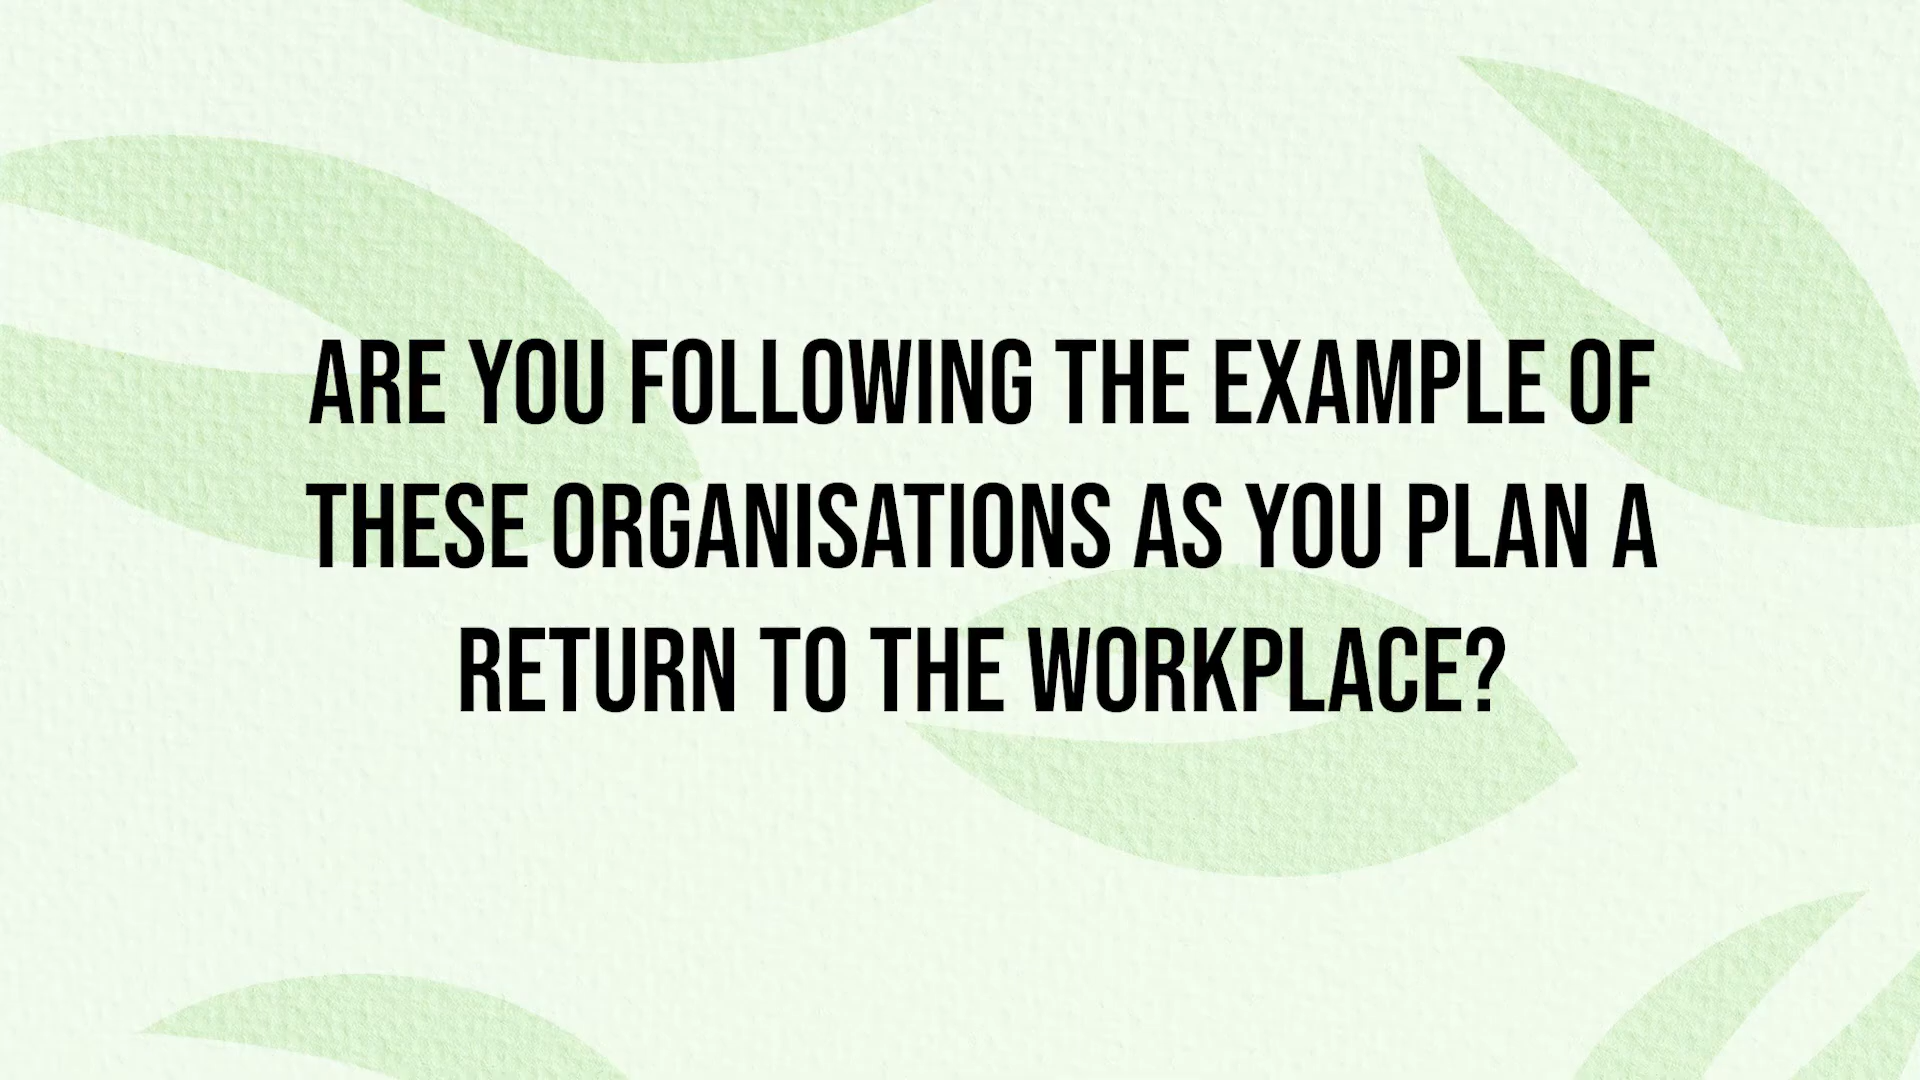 ARE YOU FOLLOWING THE EXAMPLE OF
THESE ORGANISATIONS AS YOU PLAN A
RETURN TO THE WORKPLACE?